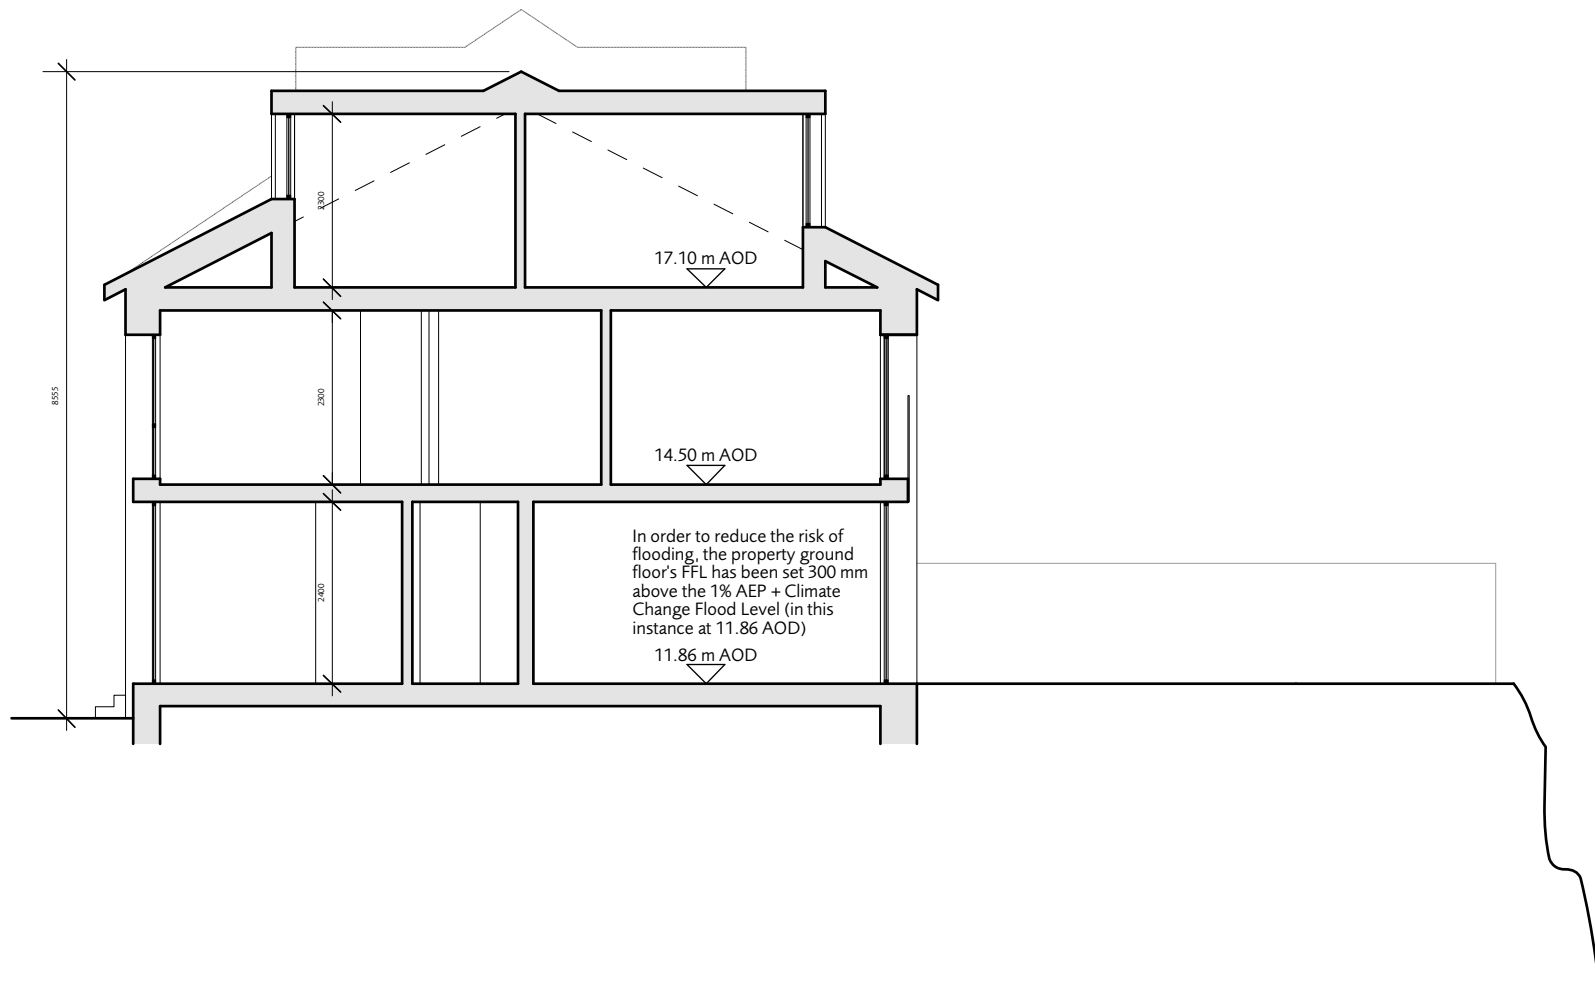 2300
17.10 m AOD
8555
2300
14.50 m AOD
In order to reduce the risk of
flooding, the property ground
floor's FFL has been set 300 mm
above the 1% AEP + Climate
Change Flood Level (in this
instance at 11.86 AOD)
2400
11.86 m AOD